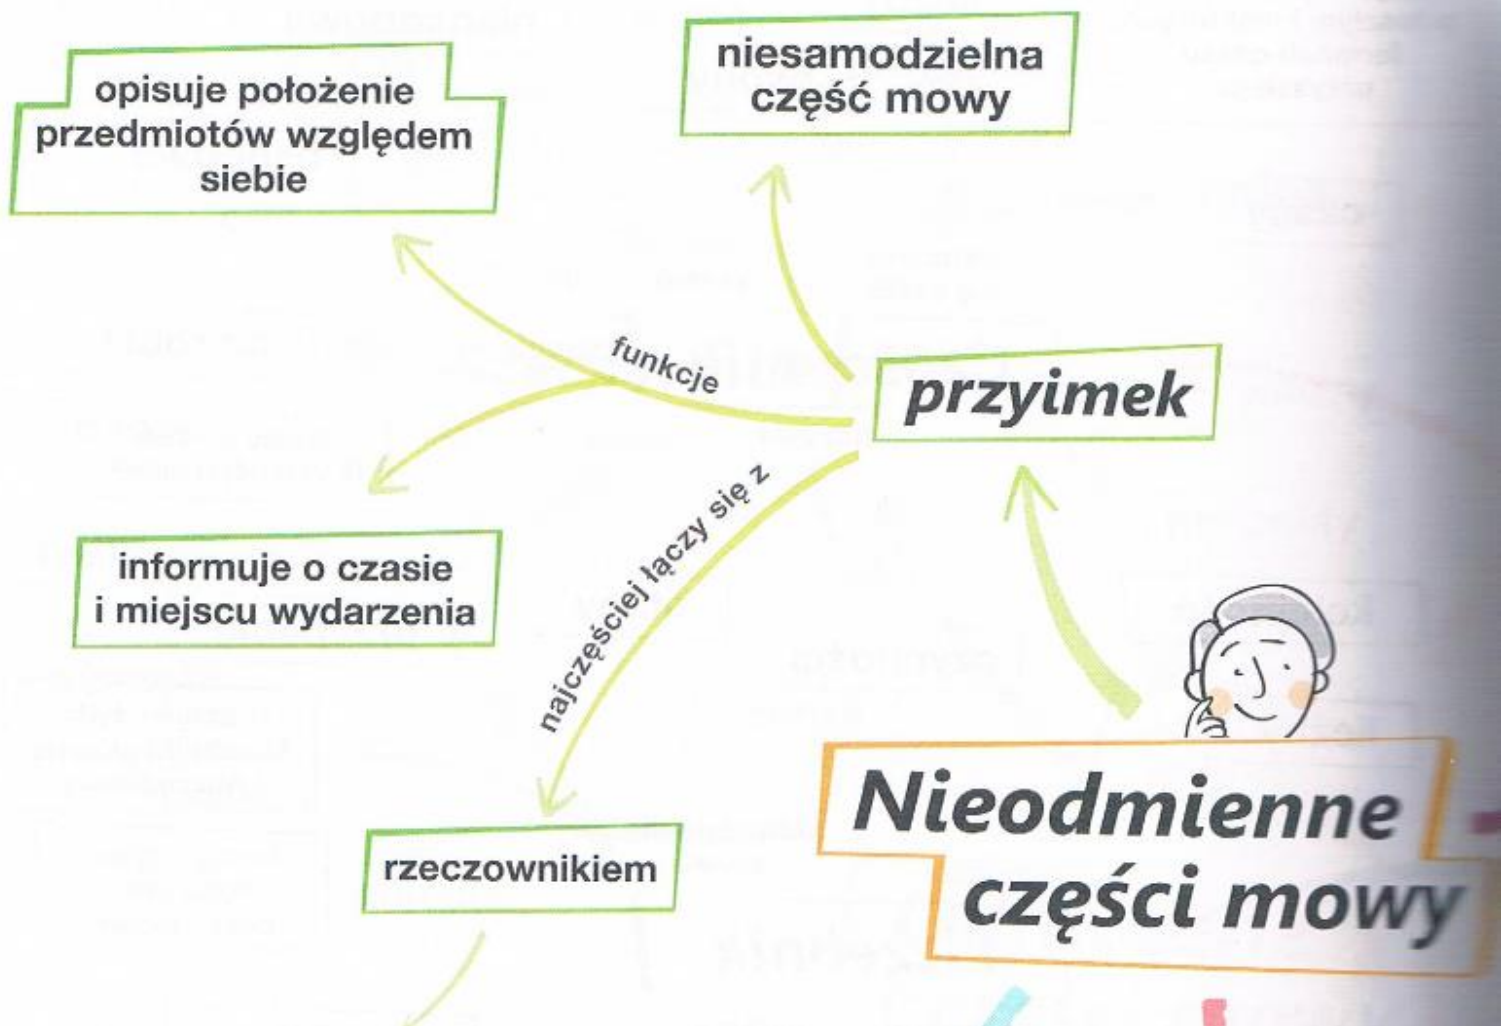 opisuje położenie
przedmiotów względem
siebie
niesamodzielna
część mowy
funkcje
przyimek
informuje o czasie
i miejscu wydarzenia
najczęściej łączy się z
rzeczownikiem
Nieodmienne
części mowy